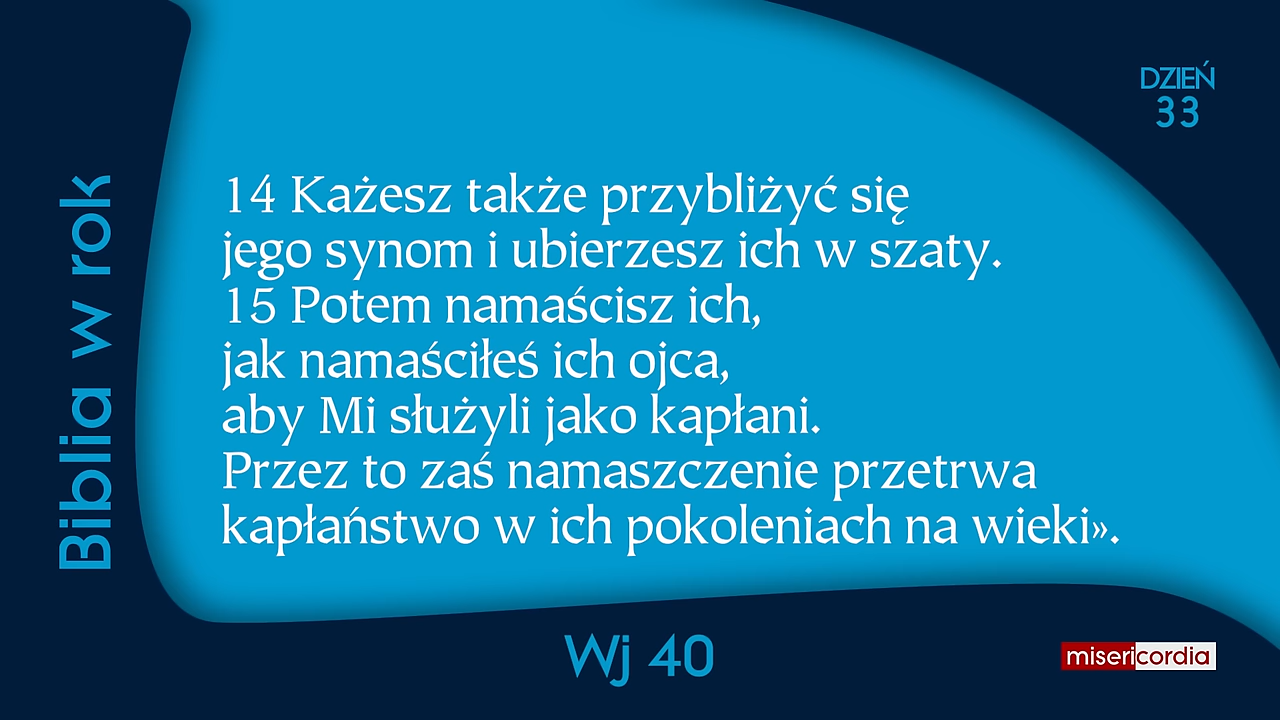 DZIEŃ
33
Biblia w rok
14 Każesz także przybliżyć się
jego synom i ubierzesz ich w szaty.
15 Potem namaścisz ich,
jak namaściłeś ich ojca,
aby Mi służyli jako kapłani.
Przez to zaś namaszczenie przetrwa
kapłaństwo w ich pokoleniach na wieki».
Wj 40
misericordia